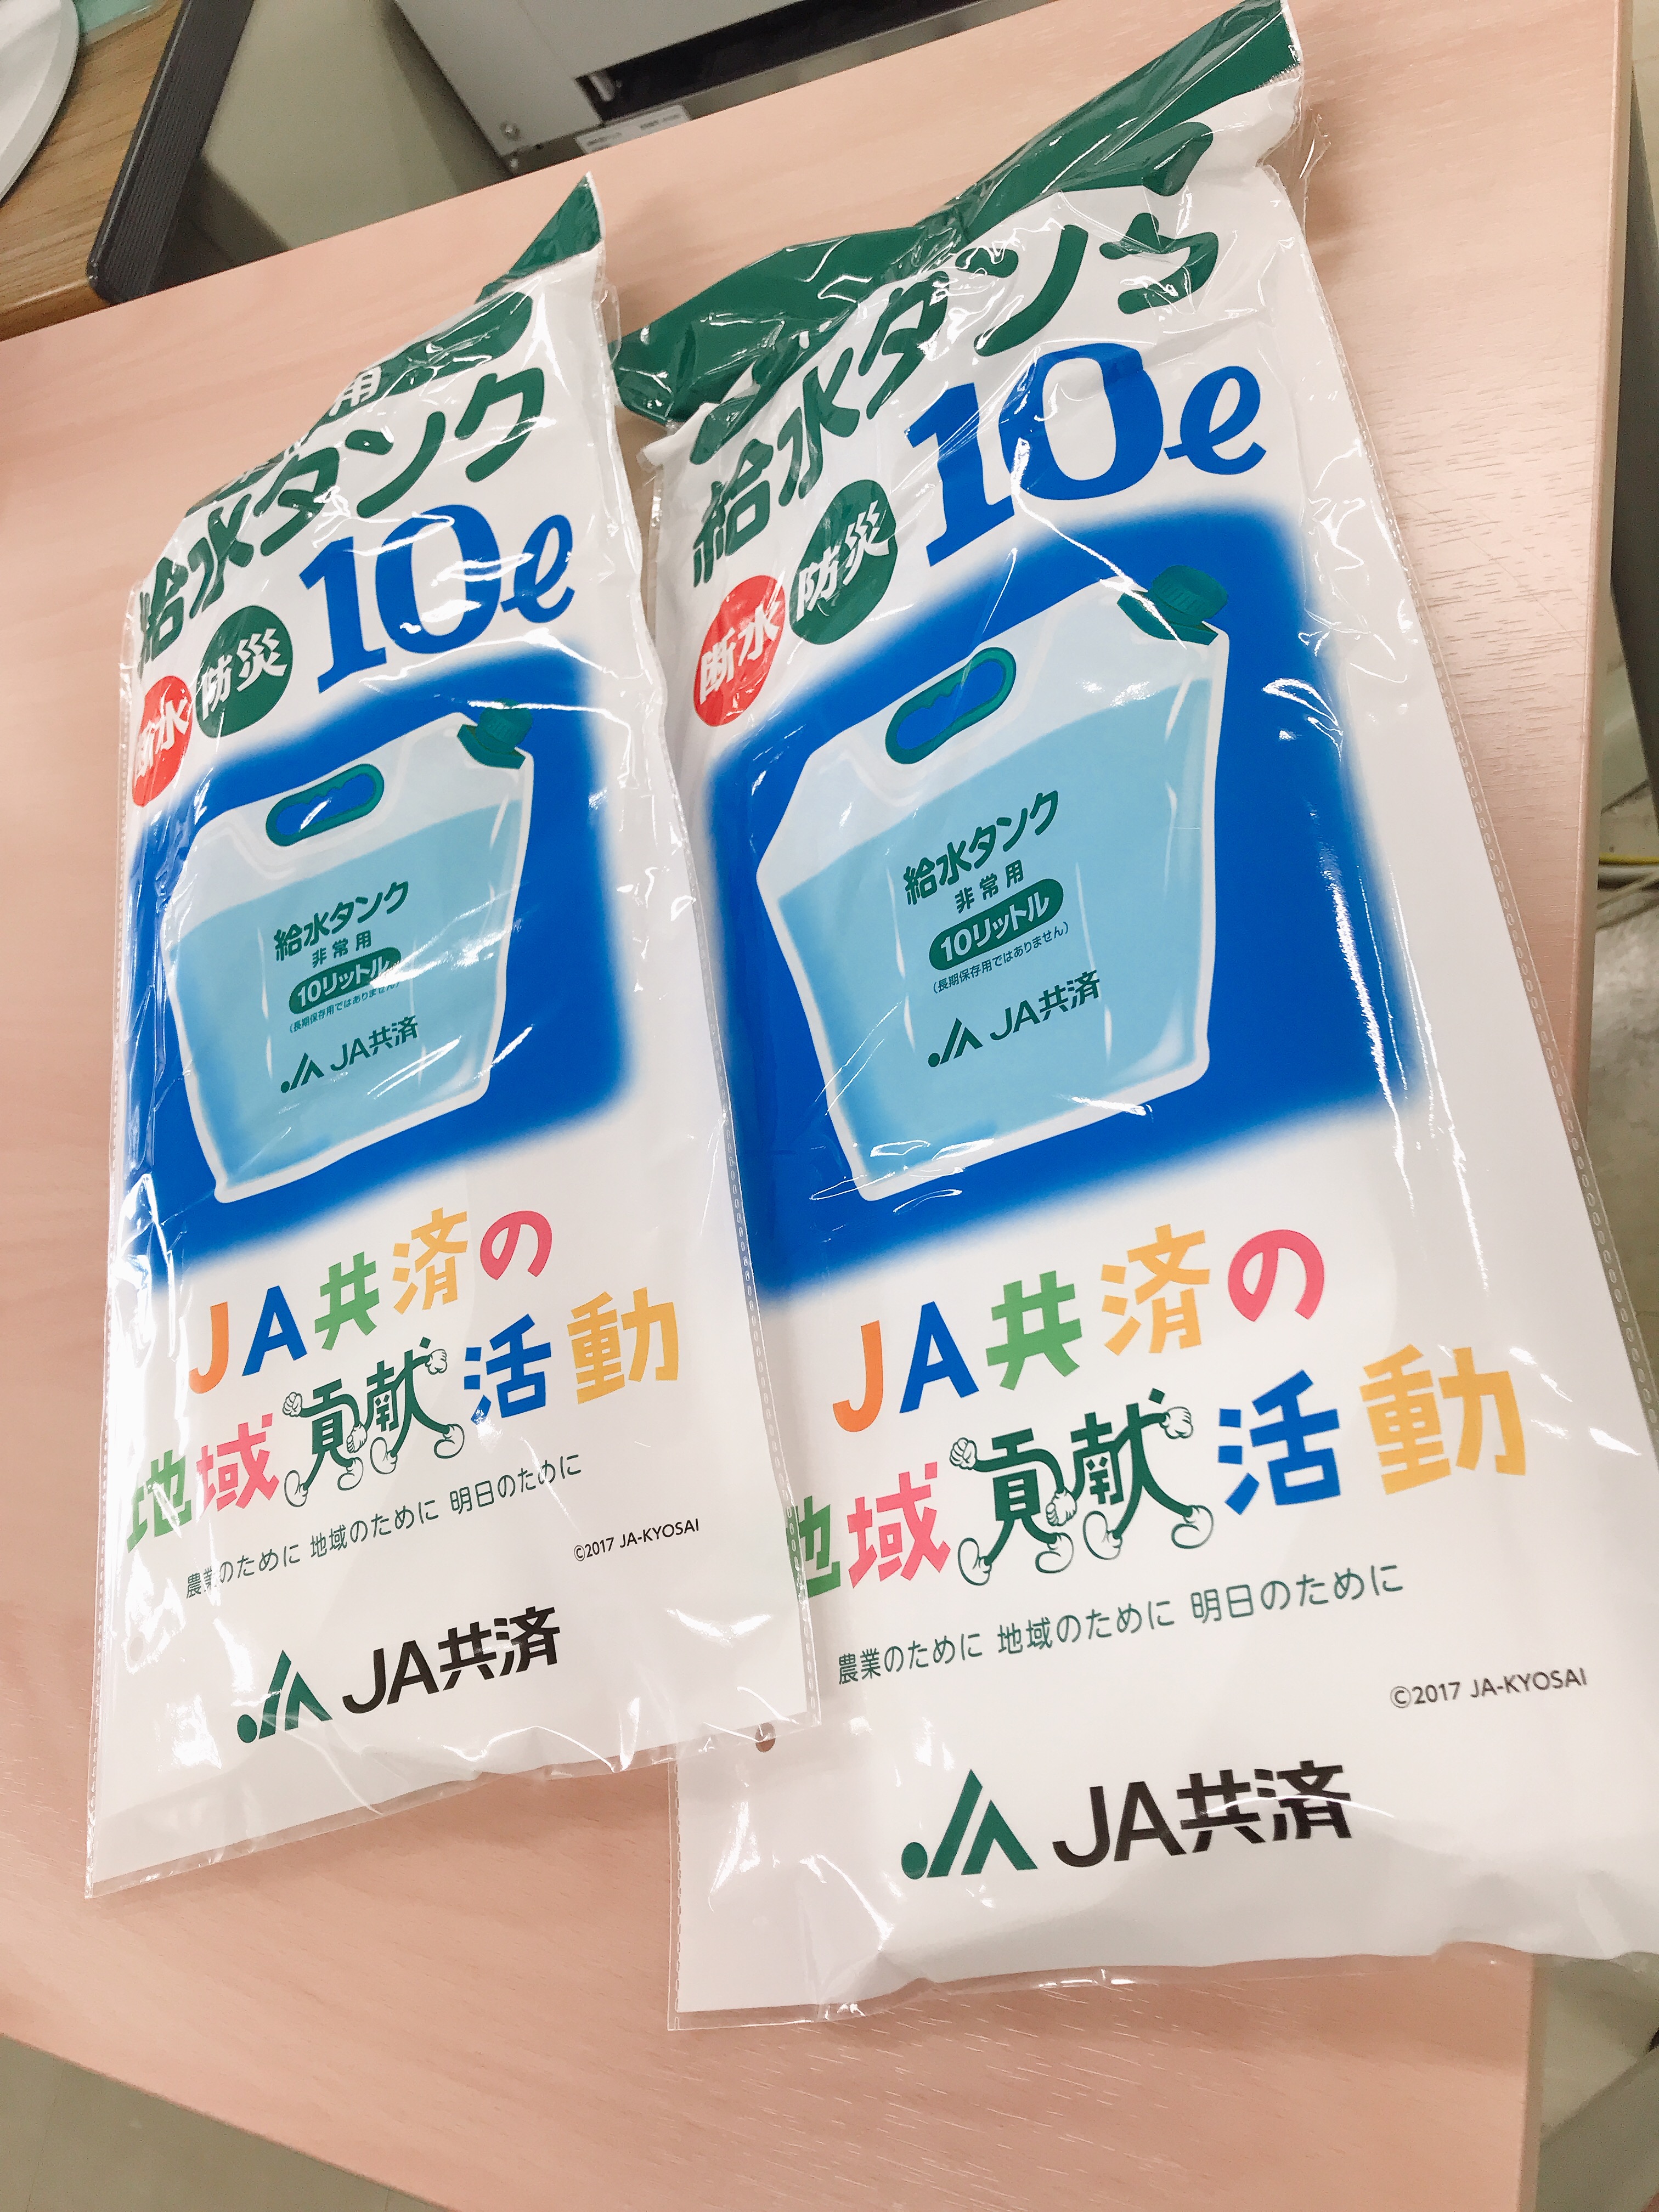 用
給水タンク
10ℓ
断水
防災
給水タンク
非常用
10リットル
(長期保存用ではありません)
JA共済
JA共済の
地域貢献活動
農業のために 地域のために 明日のために
©2017 JA-KYOSAI
JA共済
給水タンク
10ℓ
断水
防災
給水タンク
非常用
10リットル
(長期保存用ではありません)
JA共済
JA共済の
地域貢献活動
農業のために 地域のために 明日のために
©2017 JA-KYOSAI
JA共済